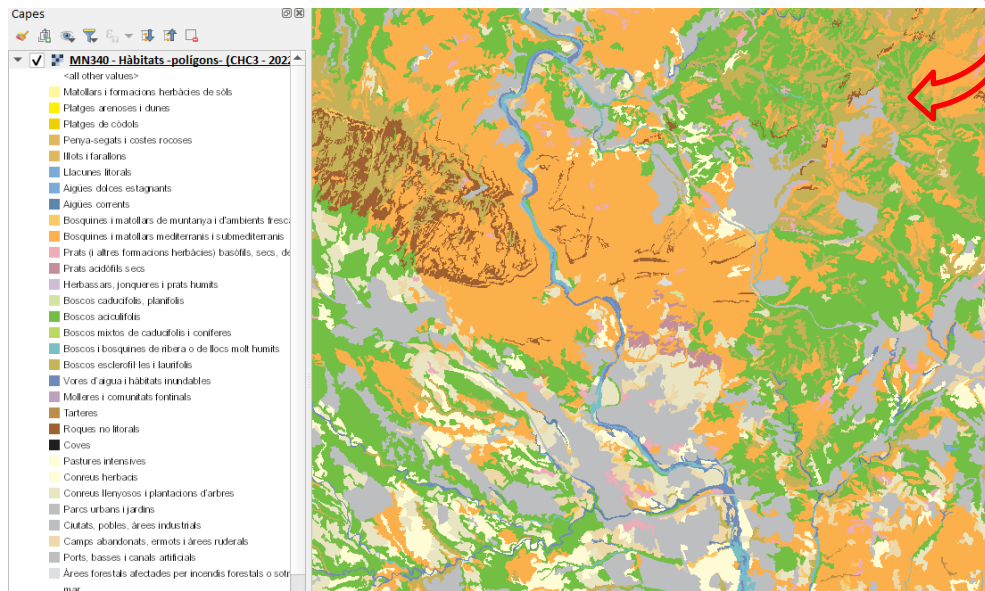 Capes
MN340 - Hàbitats -polígons- (CHC3 - 2022
<all other values>
Matollars i formacions herbàcies de sòls
Platges arenoses i dunes
Platges de còdols
Penya-segats i costes rocoses
Illots i farallons
Llacunes litorals
Aigües dolces estagnants
Aigües corrents
Bosquines i matollars de muntanya i d'ambients fresc
Bosquines i matollars mediterranis i submediterranis
Prats (i altres formacions herbàcies) basòfils, secs, de
Prats acidòfils secs
Herbassars, jonqueres i prats humits
Boscos caducifolis, planifolis
Boscos aciculifolis
Boscos mixtos de caducifolis i coníferes
Boscos i bosquines de ribera o de llocs molt humits
Boscos esclerofil·les i laurifolis
Vores d'aigua i hàbitats inundables
Molleres i comunitats fontinals
Tarteres
Roques no litorals
Coves
Pastures intensives
Conreus herbacis
Conreus llenyosos i plantacions d'arbres
Parcs urbans i jardins
Ciutats, pobles, àrees industrials
Camps abandonats, ermots i àrees ruderals
Ports, basses i canals artificials
Àrees forestals afectades per incendis forestals o sotr
mar